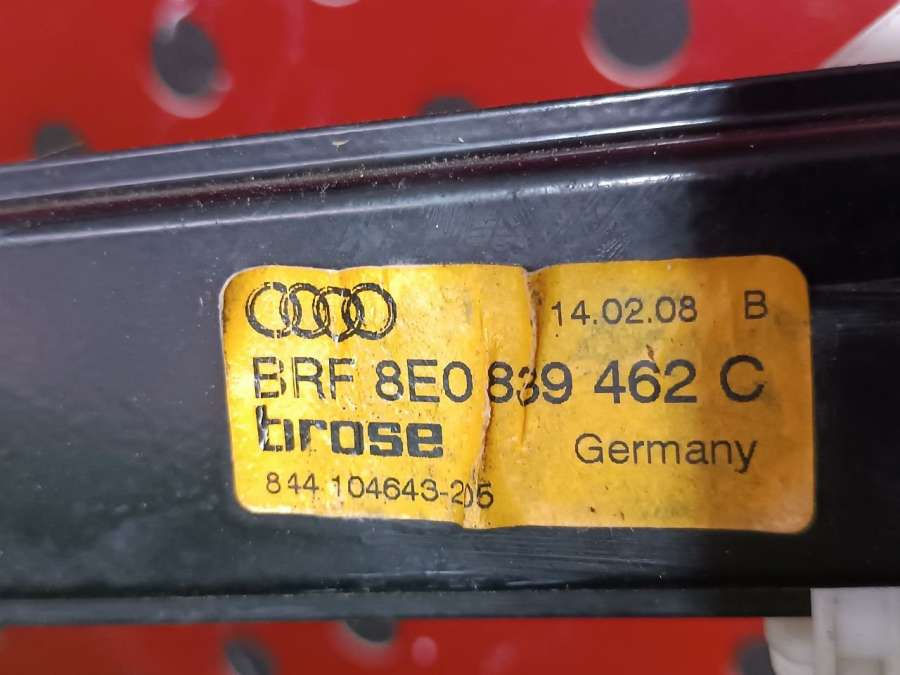 14.02.08 B
BRF 8E0 839 462 C
brose Germany
844 104643-205